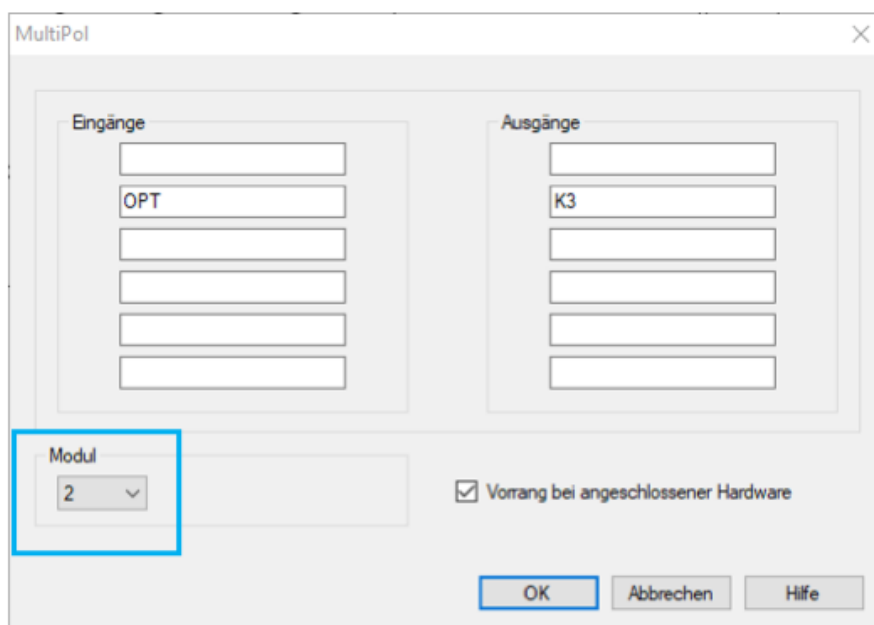 MultiPol
Eingänge
Ausgänge
OPT
K3
Modul
2
Vorrang bei angeschlossener Hardware
OK
Abbrechen
Hilfe